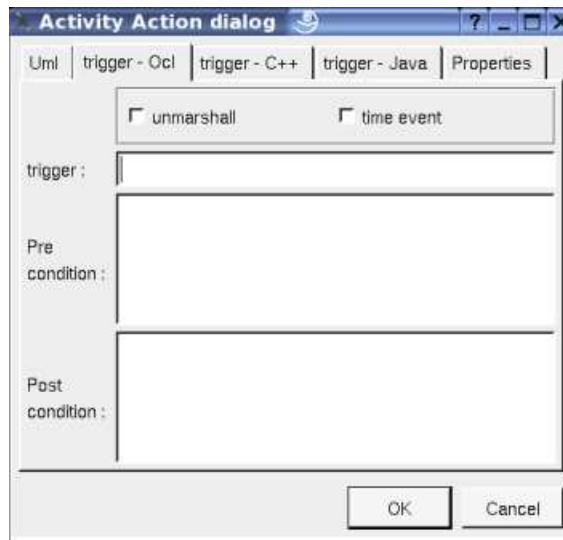 Activity Action dialog
Uml trigger - Ocl trigger - C++ trigger - Java Properties
unmarshall time event
trigger :
Pre
condition :
Post
condition :
OK Cancel